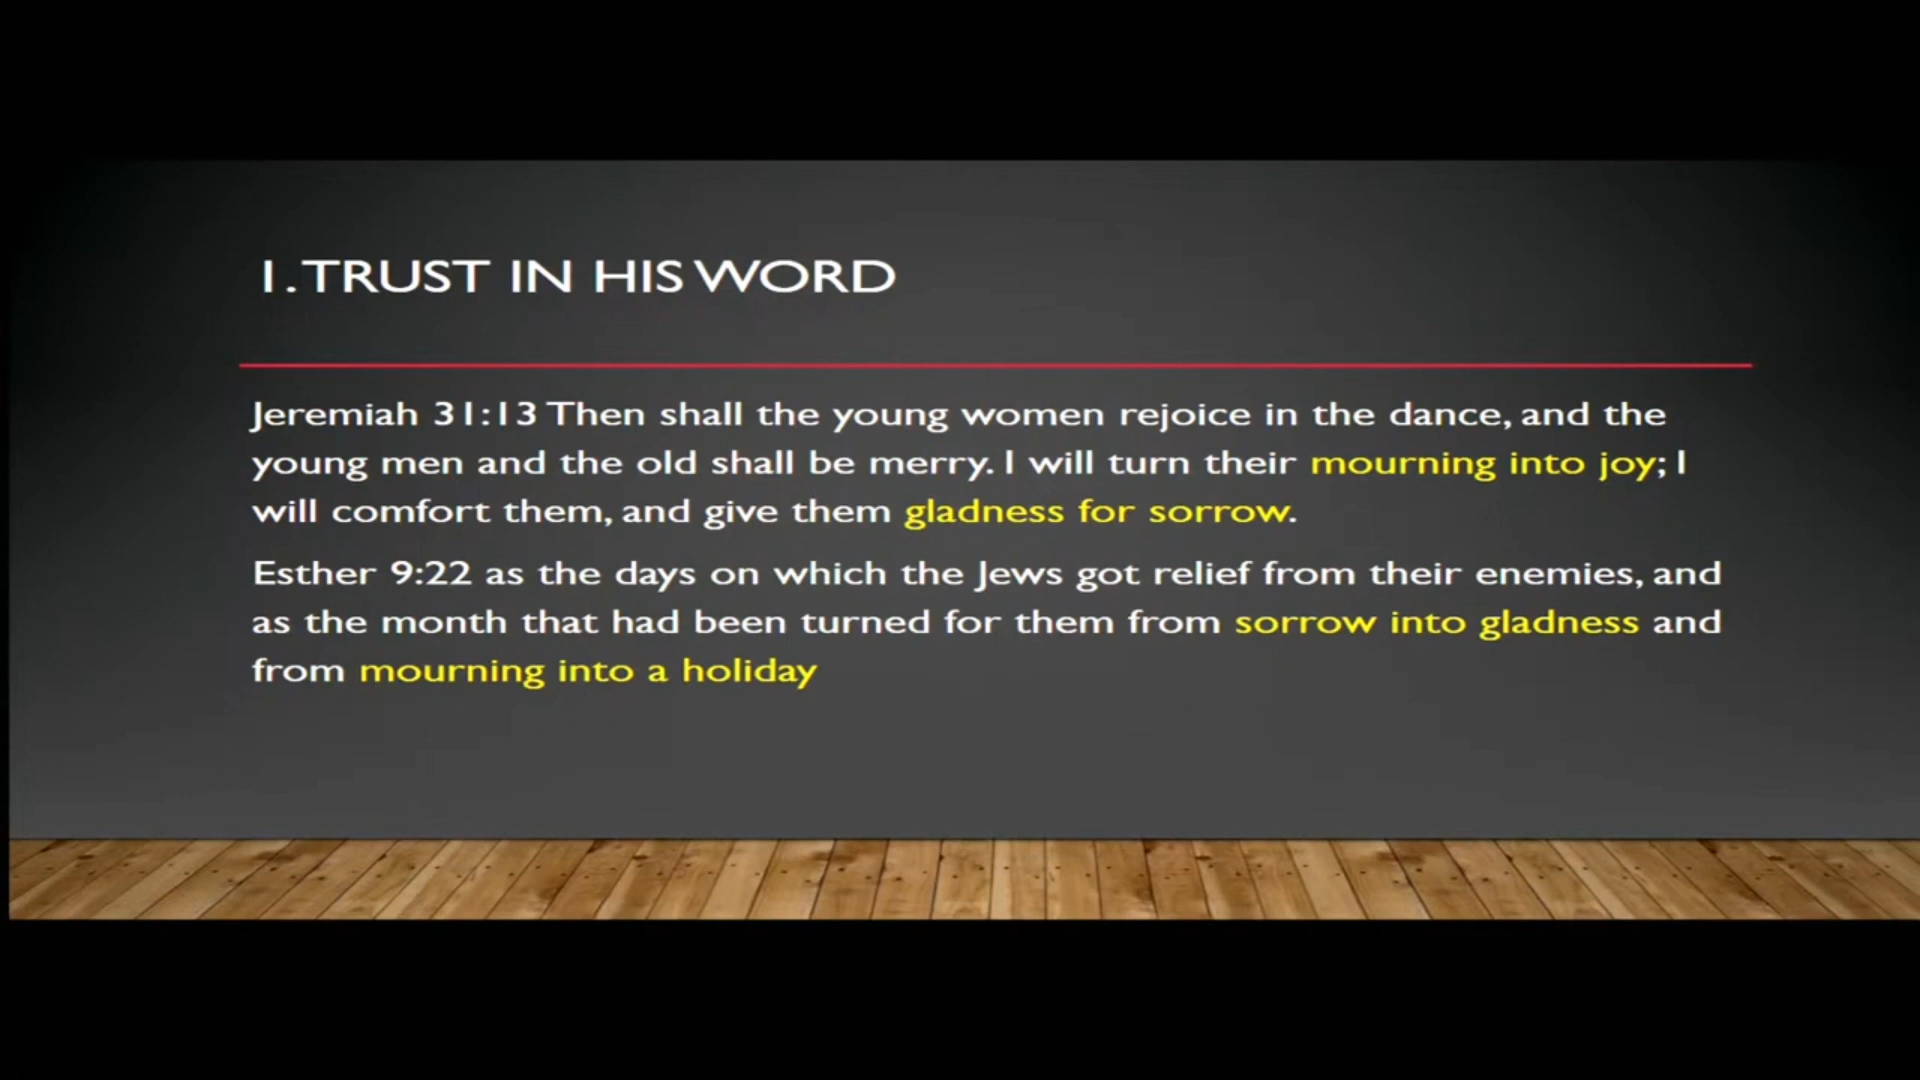 1. TRUST IN HIS WORD
Jeremiah 31:13 Then shall the young women rejoice in the dance, and the
young men and the old shall be merry. I will turn their mourning into joy; I
will comfort them, and give them gladness for sorrow.
Esther 9:22 as the days on which the Jews got relief from their enemies, and
as the month that had been turned for them from sorrow into gladness and
from mourning into a holiday